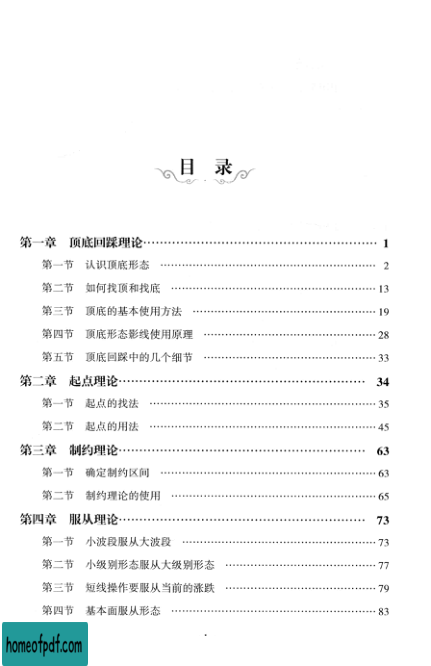 目 录
第一章 顶底回踩理论 1
第一节 认识顶底形态 2
第二节 如何找顶和找底 13
第三节 顶底的基本使用方法 19
第四节 顶底形态影线使用原理 28
第五节 顶底回踩中的几个细节 33
第二章 起点理论 34
第一节 起点的找法 35
第二节 起点的用法 45
第三章 制约理论 63
第一节 确定制约区间 63
第二节 制约理论的使用 65
第四章 服从理论 73
第一节 小波段服从大波段 73
第二节 小级别形态服从大级别形态 77
第三节 短线操作要服从当前的涨跌 79
第四节 基本面服从形态 83
homeofpdf.com